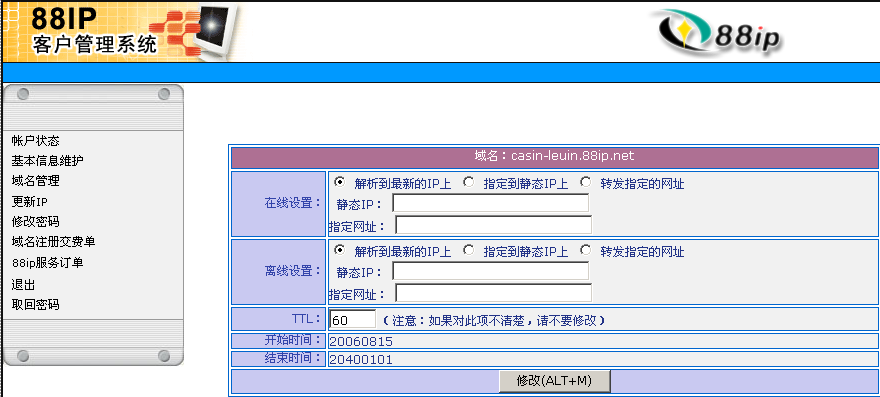 88IP
客户管理系统
88ip
帐户状态
基本信息维护
域名管理
更新IP
修改密码
域名注册交费单
88ip服务订单
退出
取回密码
域名：casin-leuin.88ip.net
在线设置：
解析到最新的IP上 指定到静态IP上 转发指定的网址
静态IP：
指定网址：
离线设置：
解析到最新的IP上 指定到静态IP上 转发指定的网址
静态IP：
指定网址：
TTL： 60 （注意：如果对此项不清楚，请不要修改）
开始时间： 20060815
结束时间： 20400101
修改(ALT+M)